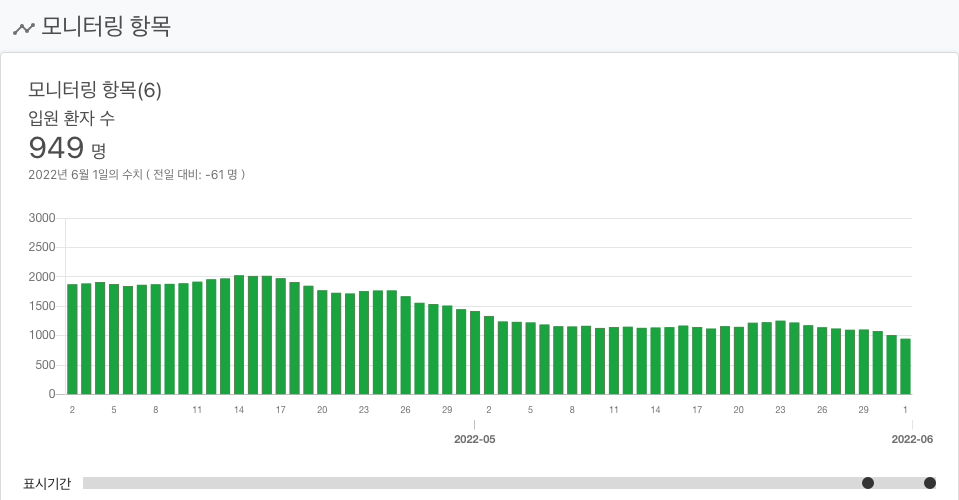 모니터링 항목
모니터링 항목(6)
입원 환자 수
949 명
2022년 6월 1일의 수치 ( 전일 대비: -61 명 )
3000
2500
2000
1500
1000
500
0
2 5 8 11 14 17 20 23 26 29 2 5 8 11 14 17 20 23 26 29 1
2022-05 2022-06
표시기간